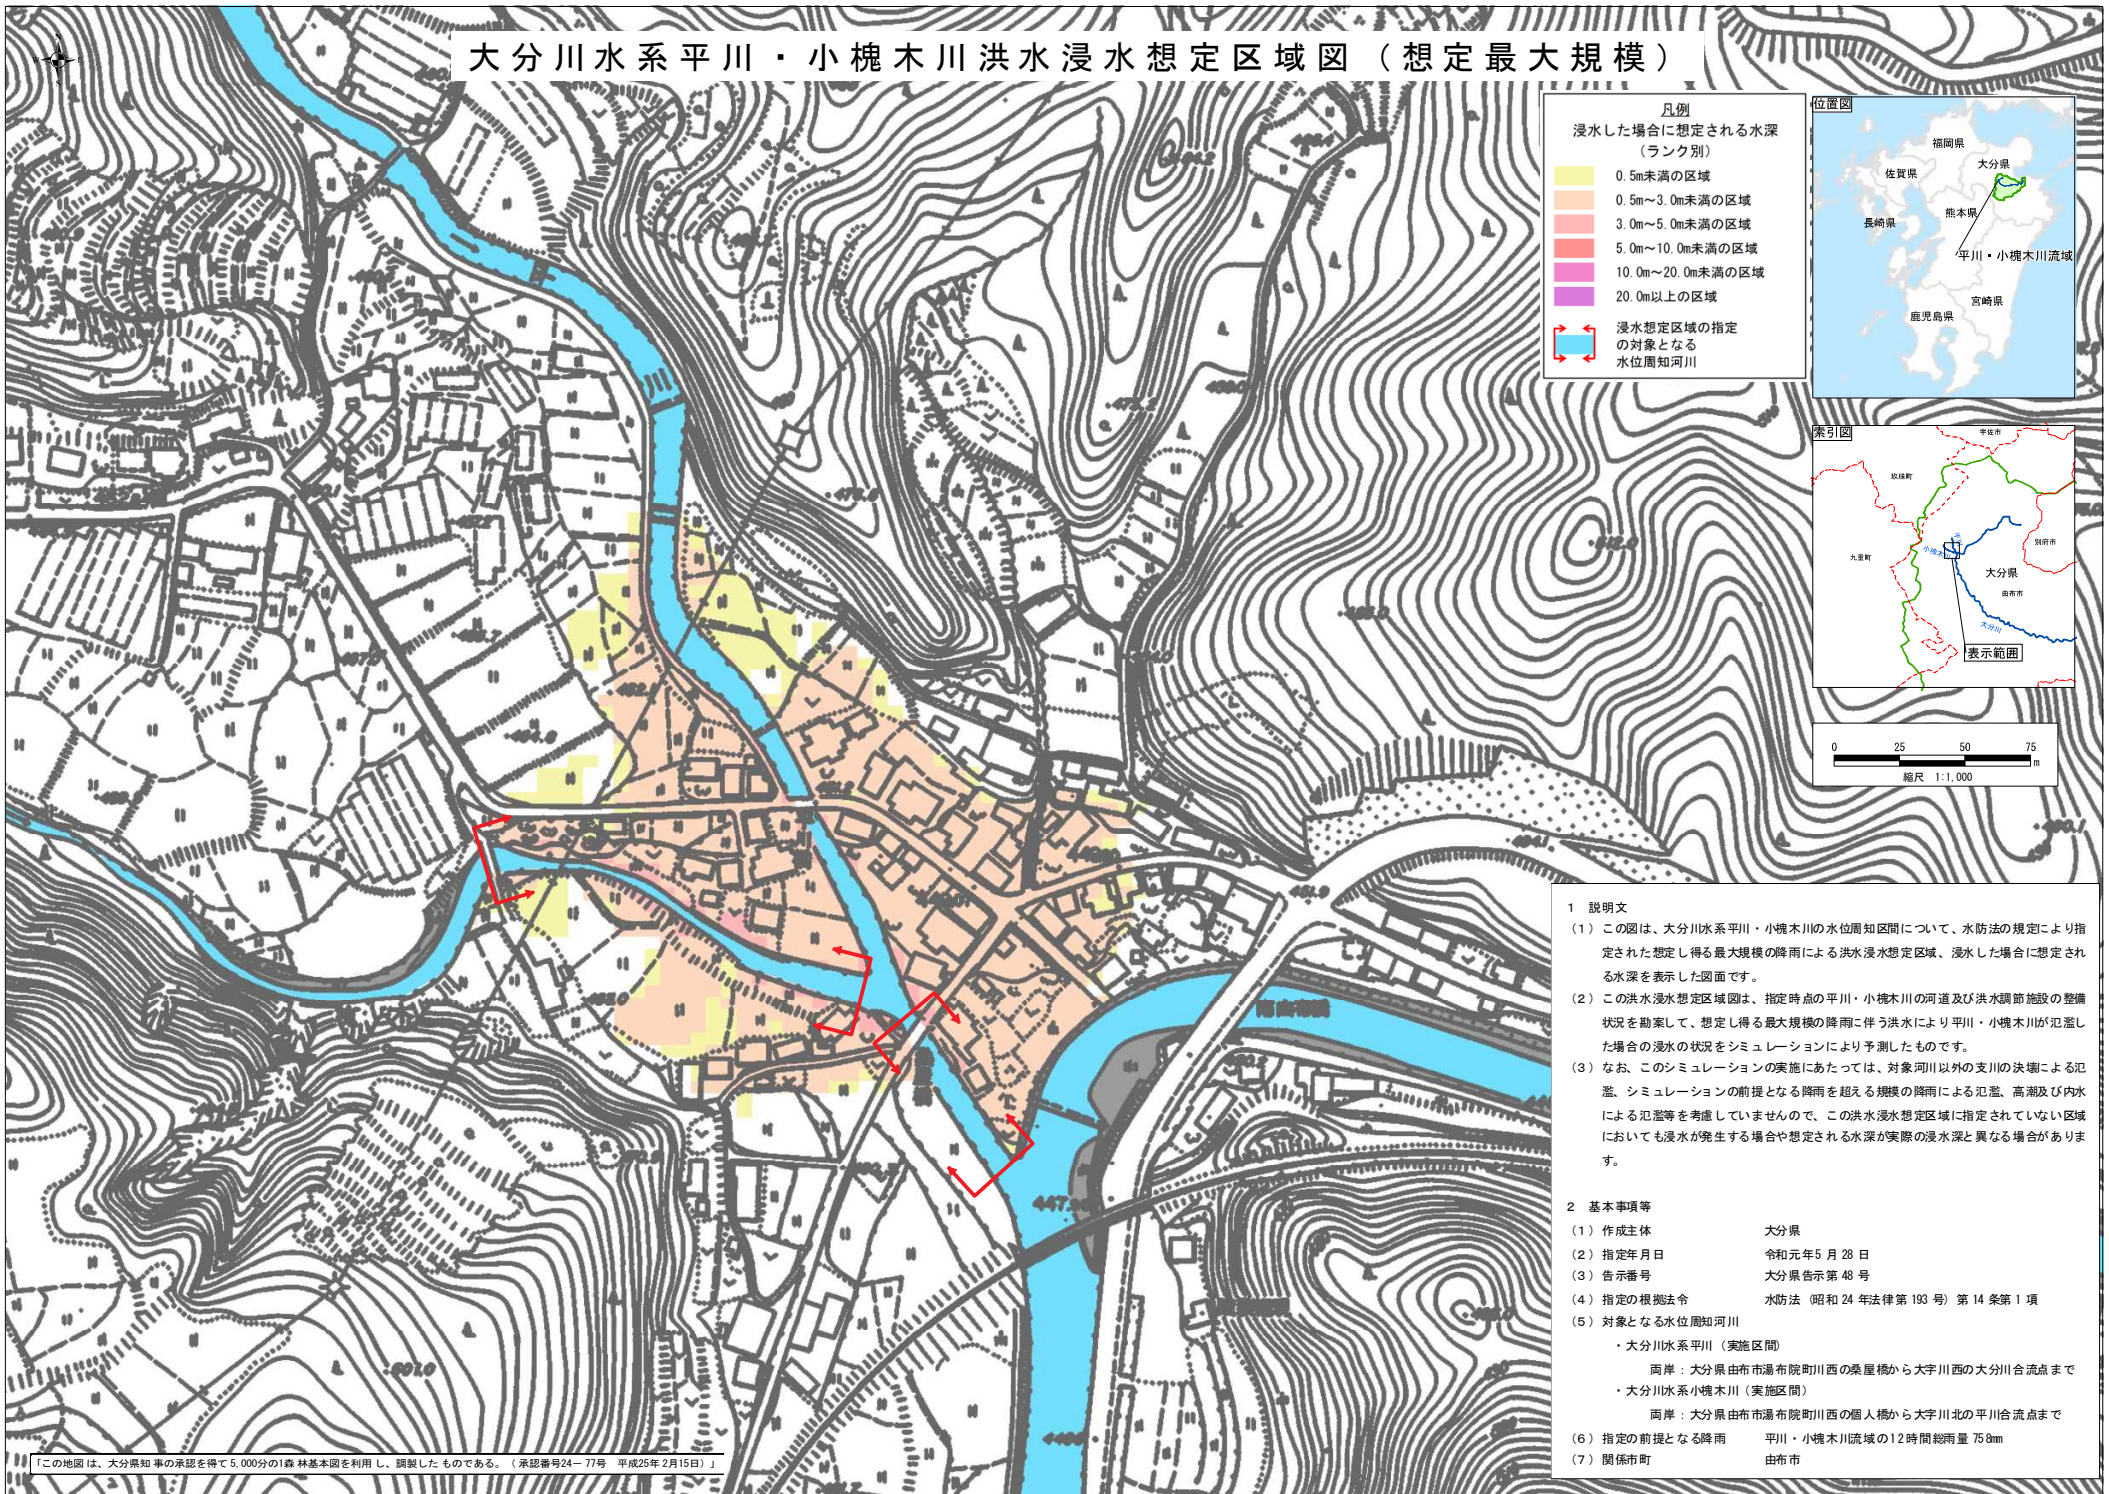 大分川水系平川・小槐木川洪水浸水想定区域図（想定最大規模）
凡例
浸水した場合に想定される水深
（ランク別）
0.5m未満の区域
0.5m～3.0m未満の区域
3.0m～5.0m未満の区域
5.0m～10.0m未満の区域
10.0m～20.0m未満の区域
20.0m以上の区域
浸水想定区域の指定
の対象となる
水位周知河川
位置図
福岡県
大分県
佐賀県
熊本県
長崎県
平川・小槐木川流域
宮崎県
鹿児島県
索引図
宇佐市
玖珠町
別府市
九重町
小槐木川
大分県
由布市
大分川
表示範囲
0 25 50 75
m
縮尺 1:1,000
1 説明文
（1）この図は、大分川水系平川・小槐木川の水位周知区間について、水防法の規定により指
定された想定し得る最大規模の降雨による洪水浸水想定区域、浸水した場合に想定され
る水深を表示した図面です。
（2）この洪水浸水想定区域図は、指定時点の平川・小槐木川の河道及び洪水調節施設の整備
状況を勘案して、想定し得る最大規模の降雨に伴う洪水により平川・小槐木川が氾濫し
た場合の浸水の状況をシミュレーションにより予測したものです。
（3）なお、このシミュレーションの実施にあたっては、対象河川以外の支川の決壊による氾
濫、シミュレーションの前提となる降雨を超える規模の降雨による氾濫、高潮及び内水
による氾濫等を考慮していませんので、この洪水浸水想定区域に指定されていない区域
においても浸水が発生する場合や想定される水深が実際の浸水深と異なる場合がありま
す。
2 基本事項等
（1）作成主体 大分県
（2）指定年月日 令和元年5月28日
（3）告示番号 大分県告示第48号
（4）指定の根拠法令 水防法（昭和24年法律第193号）第14条第1項
（5）対象となる水位周知河川
・大分川水系平川（実施区間）
両岸：大分県由布市湯布院町川西の桑屋橋から大字川西の大分川合流点まで
・大分川水系小槐木川（実施区間）
両岸：大分県由布市湯布院町川西の個人橋から大字川北の平川合流点まで
（6）指定の前提となる降雨 平川・小槐木川流域の12時間総雨量758mm
（7）関係市町 由布市
「この地図は、大分県知事の承認を得て5,000分の1森林基本図を利用し、調製したものである。（承認番号24－77号 平成25年2月15日）」